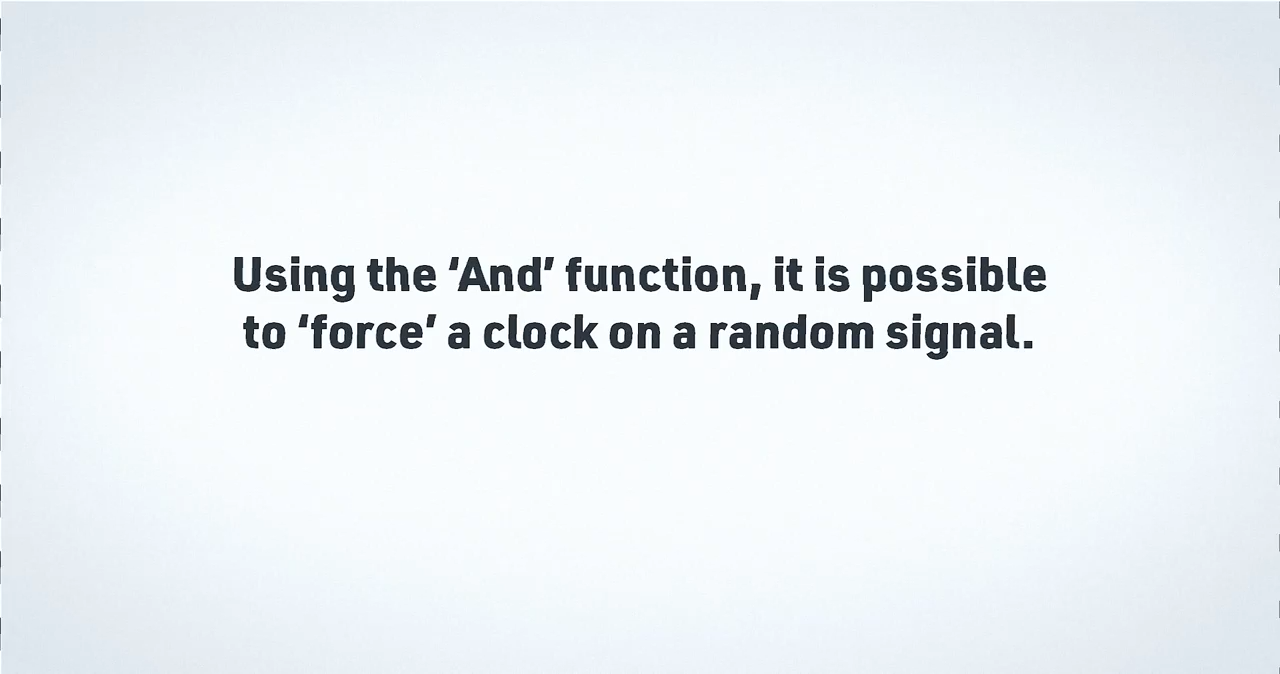 Using the ‘And’ function, it is possible
to ‘force’ a clock on a random signal.